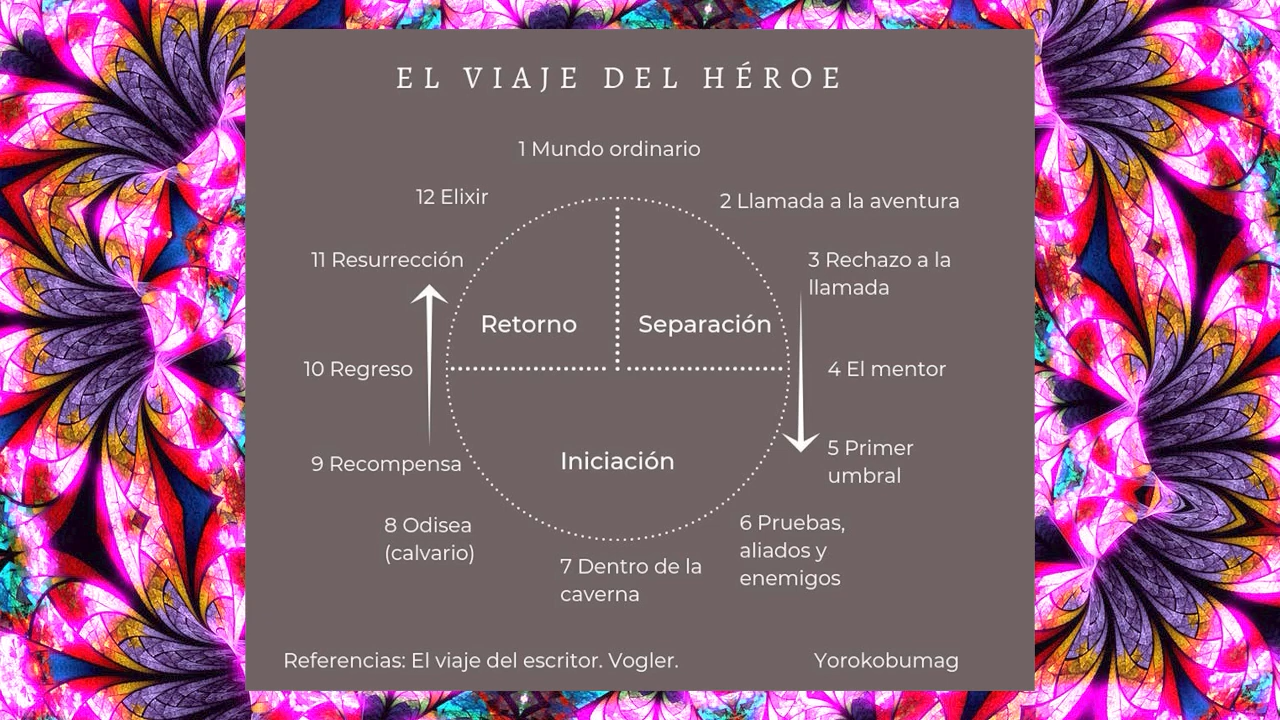 EL VIAJE DEL HÉROE
1 Mundo ordinario
12 Elixir
2 Llamada a la aventura
11 Resurrección
3 Rechazo a la
llamada
Retorno
Separación
10 Regreso
4 El mentor
9 Recompensa
Iniciación
5 Primer
umbral
8 Odisea
(calvario)
6 Pruebas,
aliados y
enemigos
7 Dentro de la
caverna
Referencias: El viaje del escritor. Vogler.
Yorokobumag